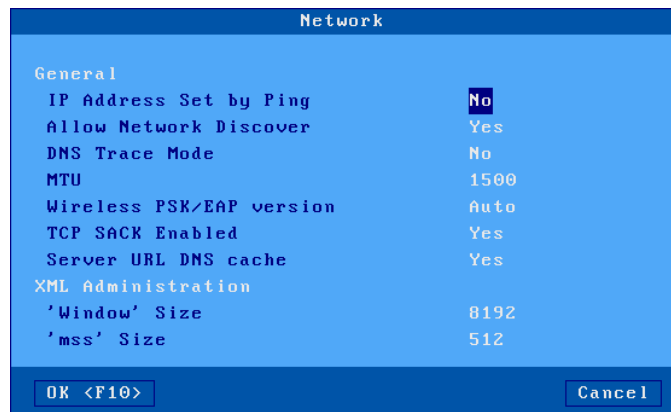 Network
General
IP Address Set by Ping No
Allow Network Discover Yes
DNS Trace Mode No
MTU 1500
Wireless PSK/EAP version Auto
TCP SACK Enabled Yes
Server URL DNS cache Yes
XML Administration
'Window' Size 8192
'mss' Size 512
OK <F10> Cancel